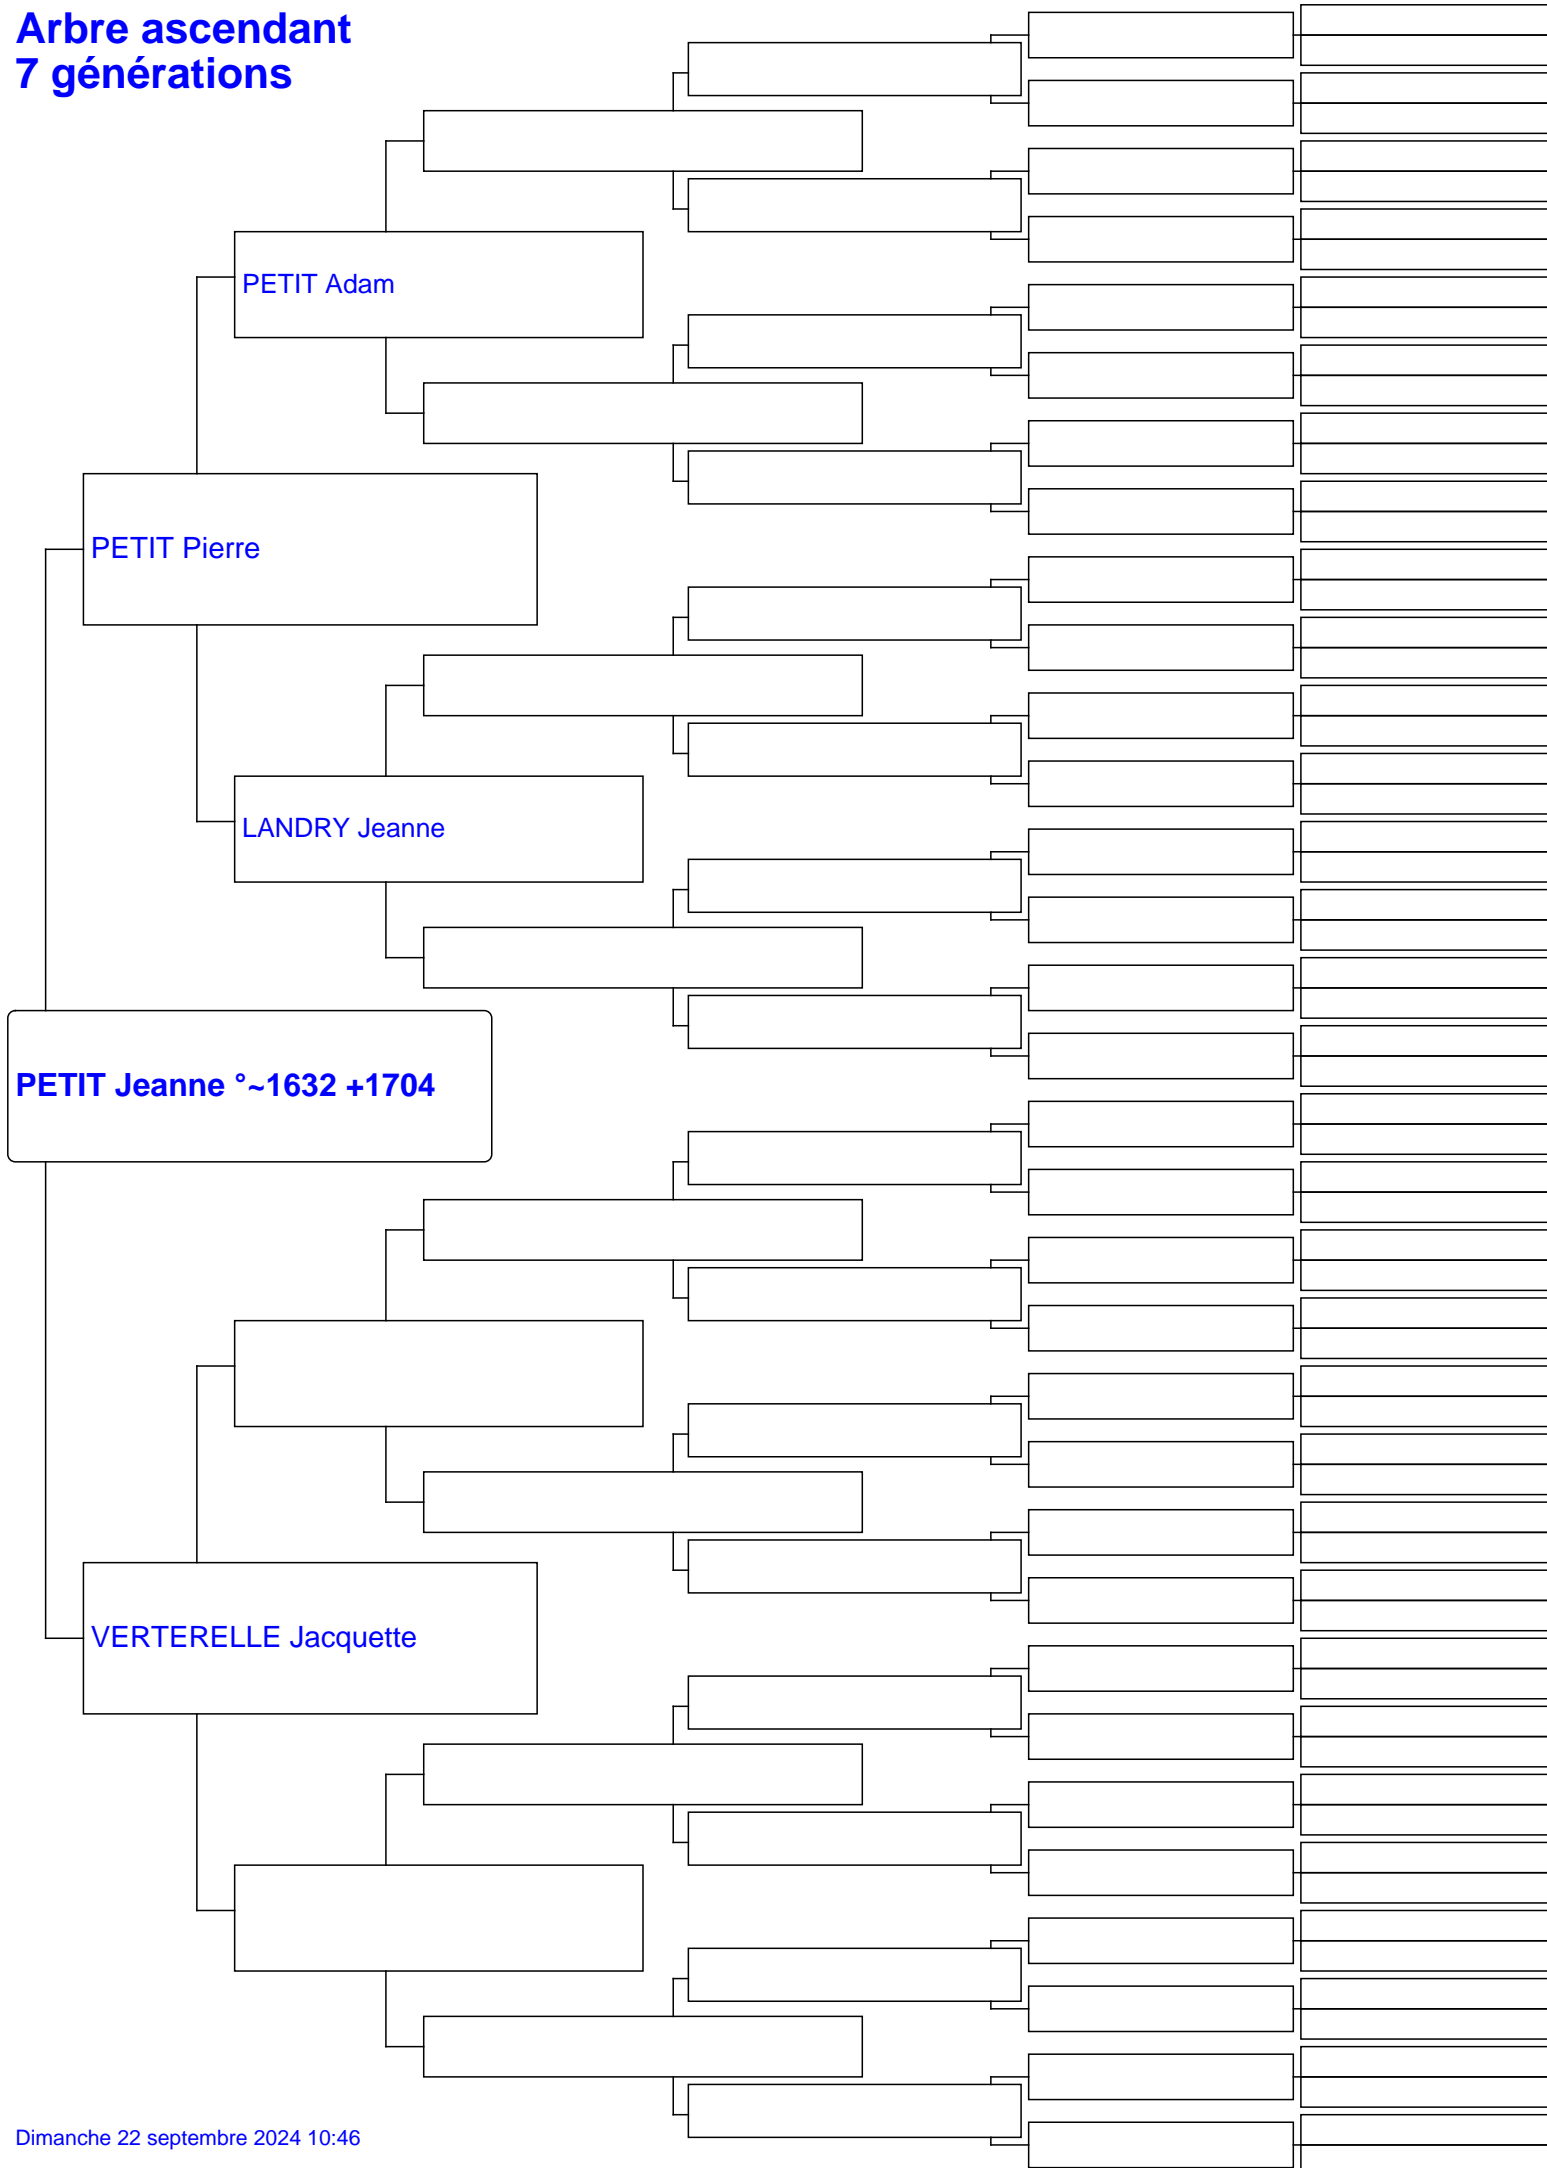 Arbre ascendant
7 générations
PETIT Adam
PETIT Pierre
LANDRY Jeanne
PETIT Jeanne °~1632 +1704
VERTERELLE Jacquette
Dimanche 22 septembre 2024 10:46